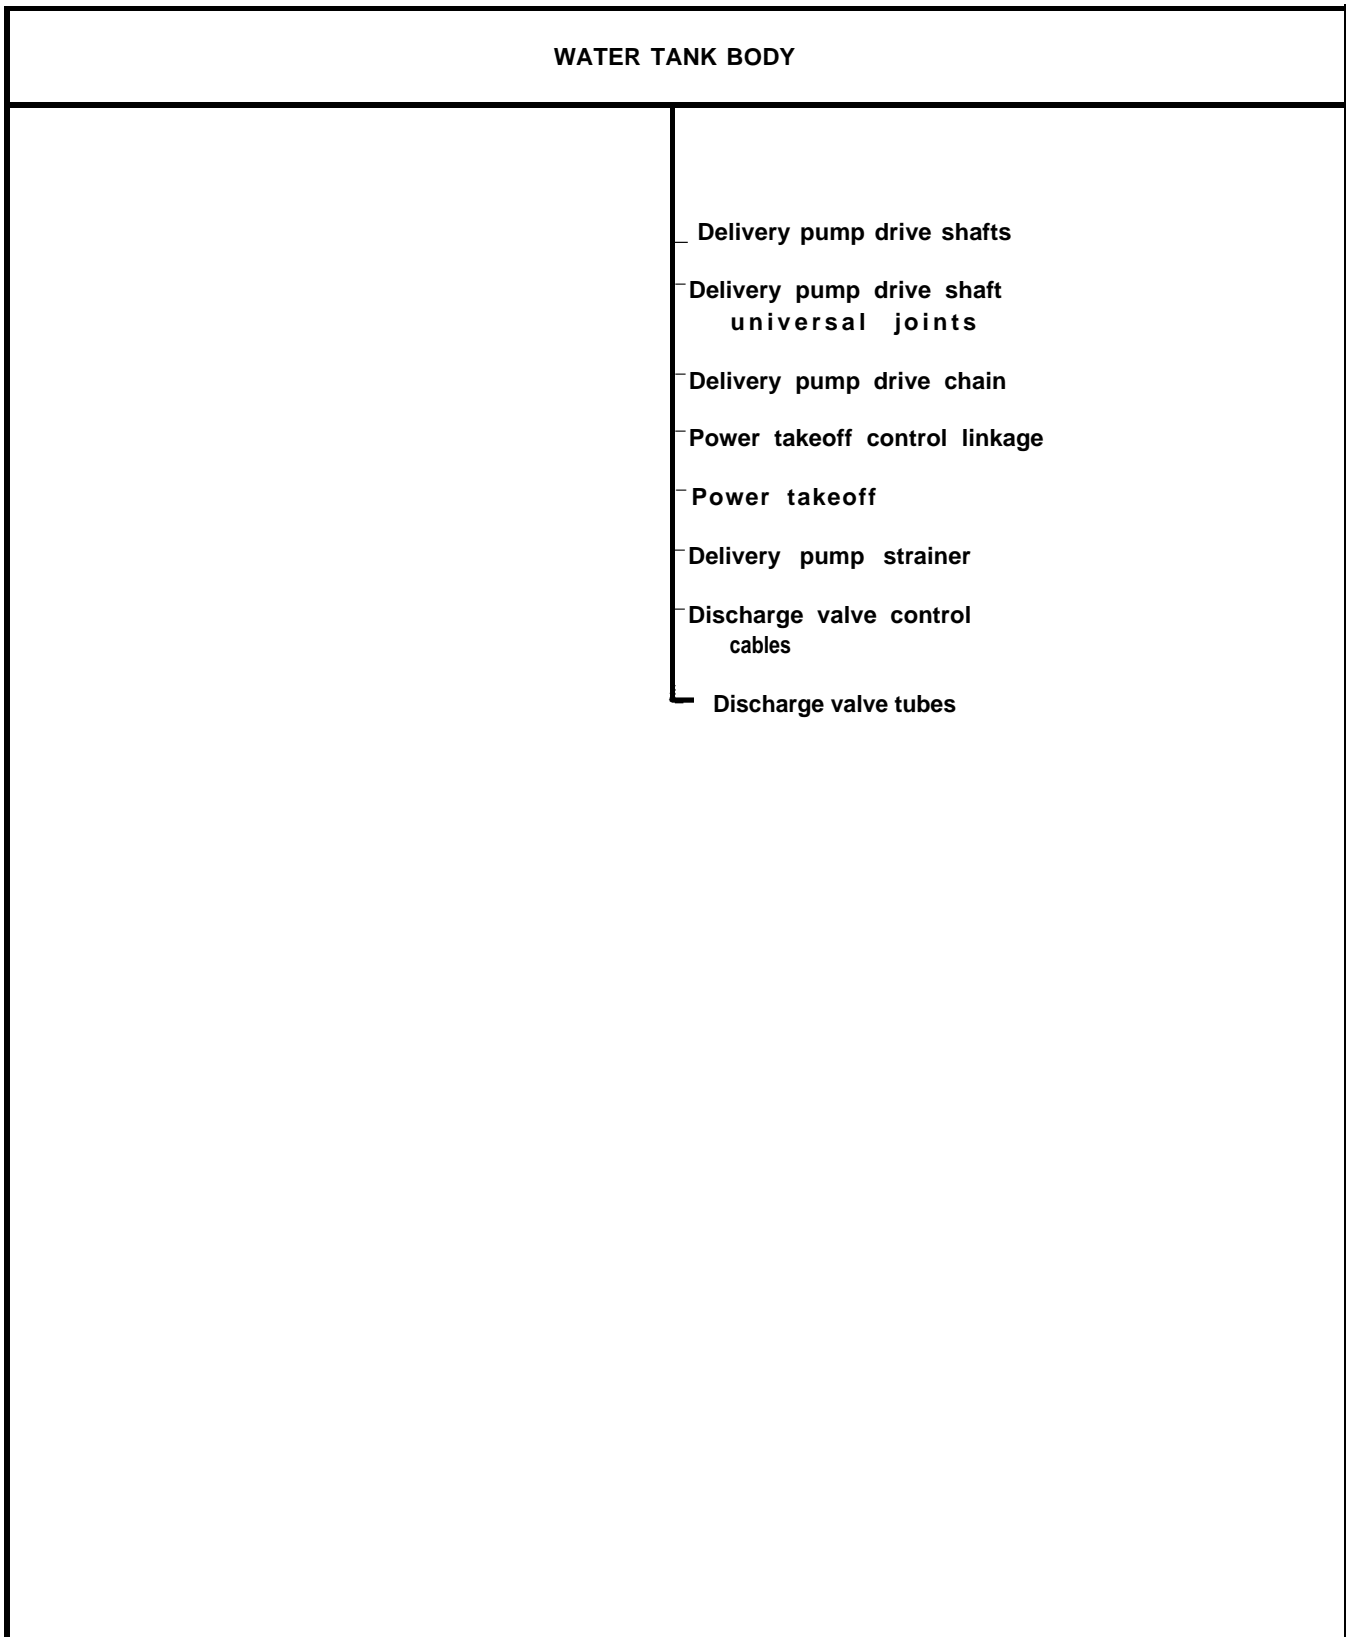 WATER TANK BODY
Delivery pump drive shafts
Delivery pump drive shaft
universal joints
Delivery pump drive chain
Power takeoff control linkage
Power takeoff
Delivery pump strainer
Discharge valve control
cables
Discharge valve tubes